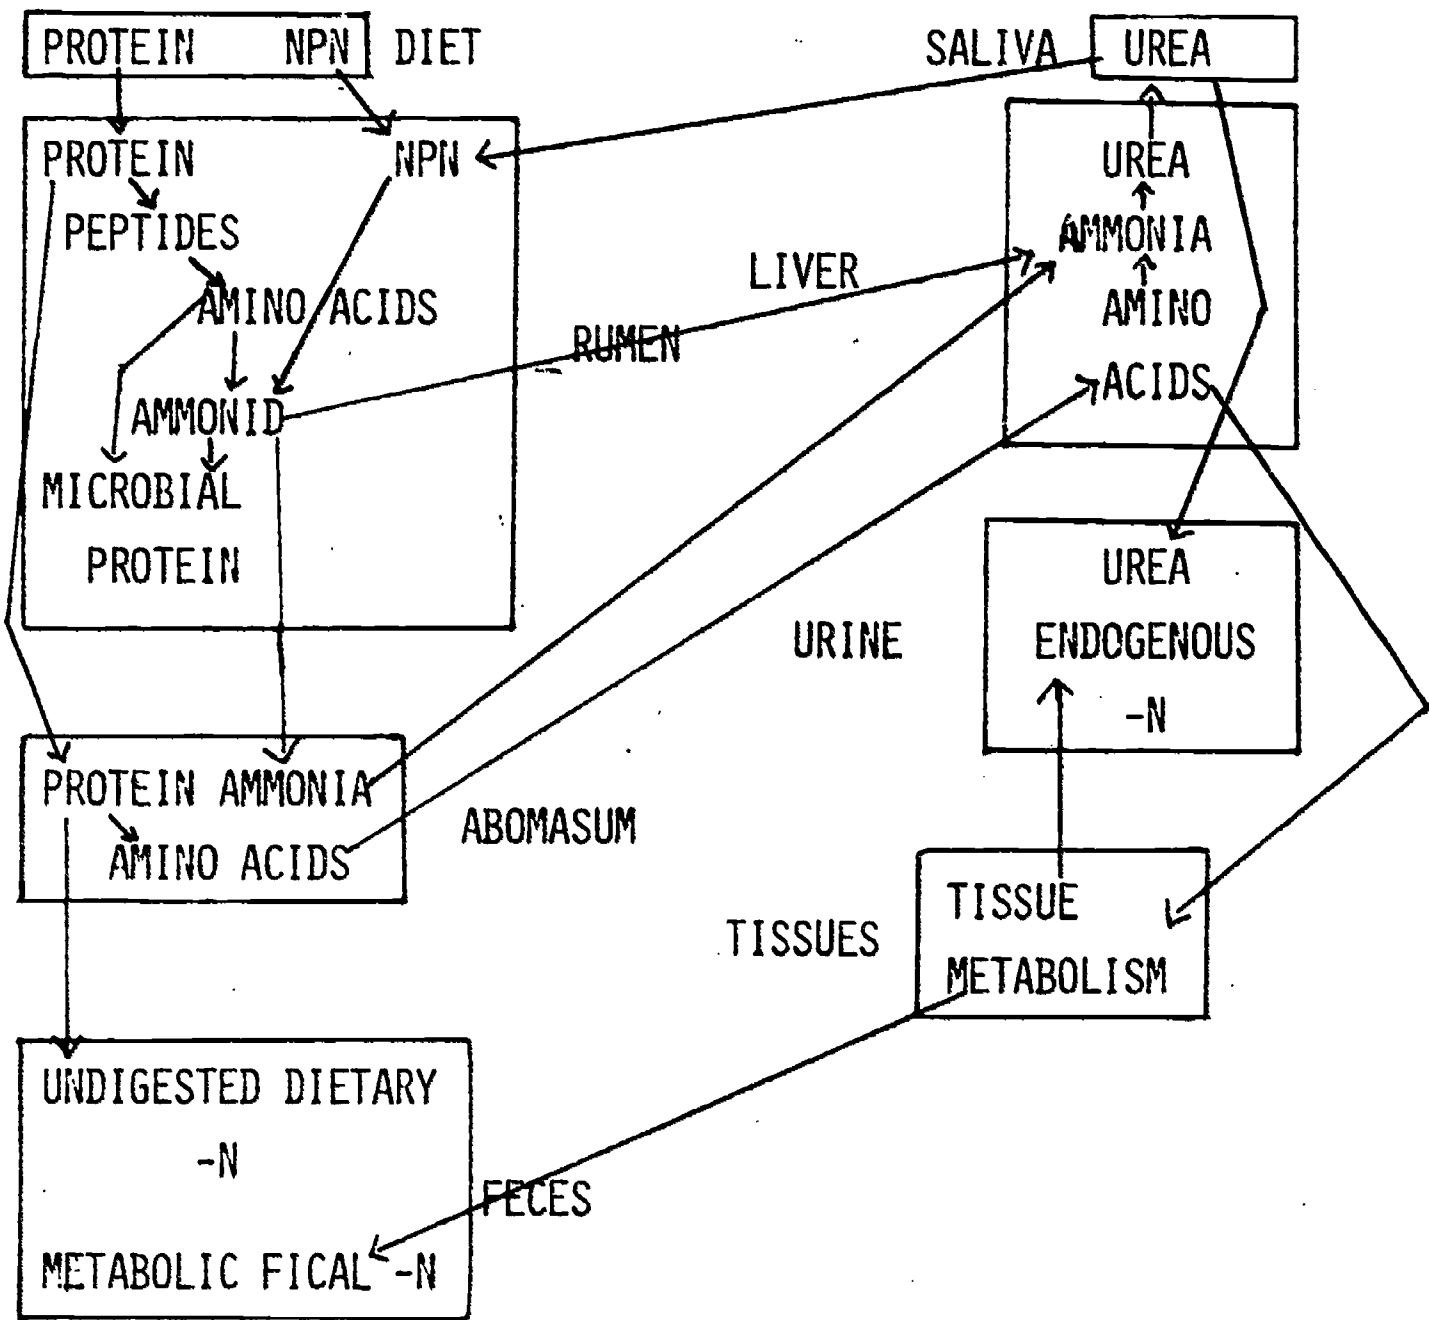 PROTEIN NPN DIET
SALIVA UREA
PROTEIN NPN
PEPTIDES
AMINO ACIDS
AMMONID
MICROBIAL
PROTEIN
RUMEN
LIVER
UREA
AMMONIA
AMINO
ACIDS
URINE
UREA
ENDOGENOUS
-N
PROTEIN AMMONIA
AMINO ACIDS
ABOMASUM
TISSUES
TISSUE
METABOLISM
UNDIGESTED DIETARY
-N
METABOLIC FICAL -N
FECES